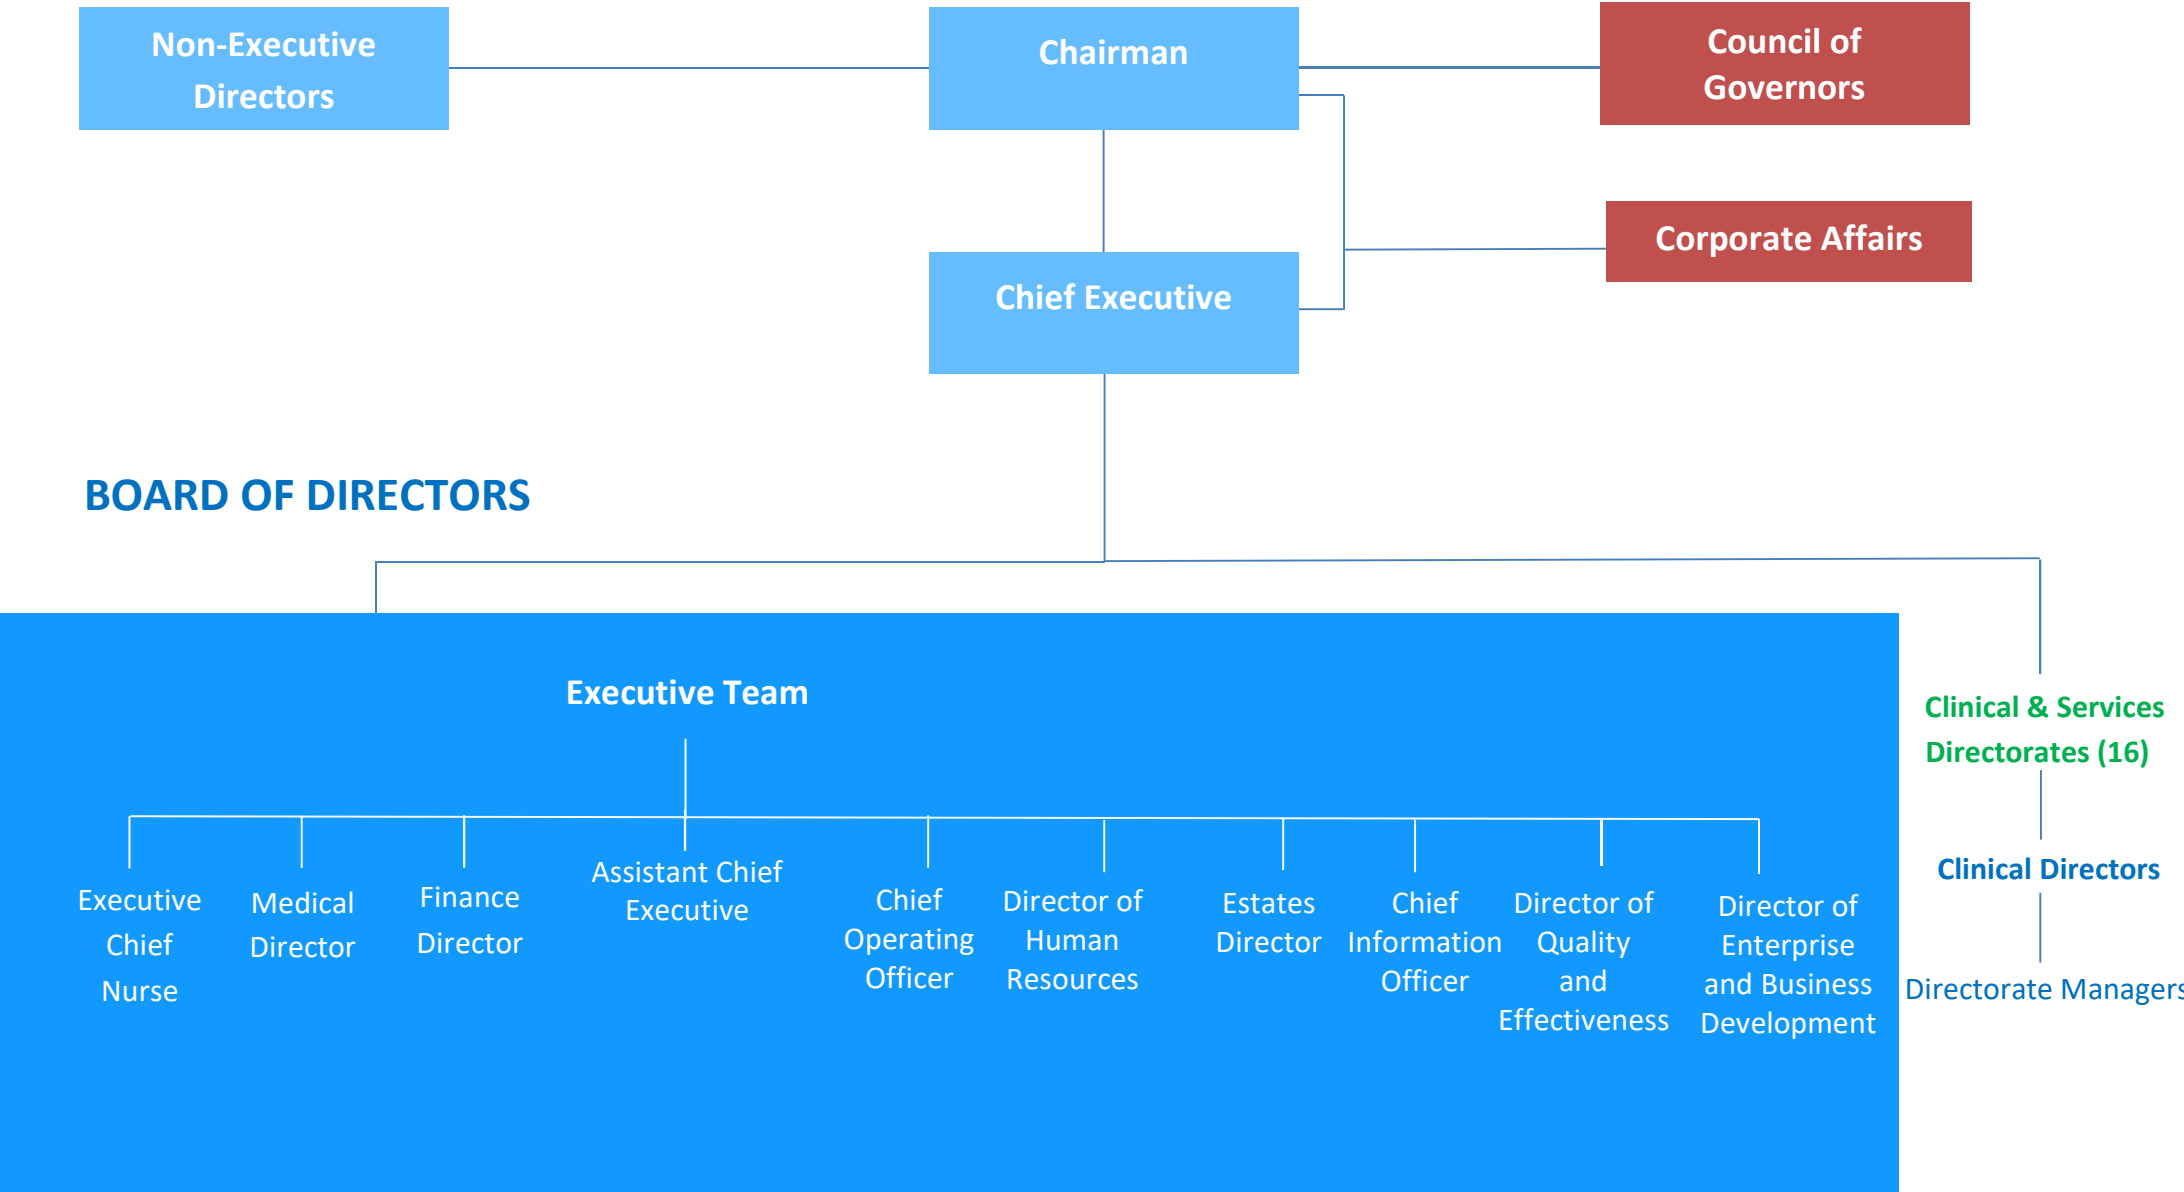 Non-Executive
Directors
Chairman
Council of
Governors
Corporate Affairs
Chief Executive
BOARD OF DIRECTORS
Executive Team
Executive
Chief
Nurse
Medical
Director
Finance
Director
Assistant Chief
Executive
Chief
Operating
Officer
Director of
Human
Resources
Estates
Director
Chief
Information
Officer
Director of
Quality
and
Effectiveness
Director of
Enterprise
and Business
Development
Clinical & Services
Directorates (16)
Clinical Directors
Directorate Managers